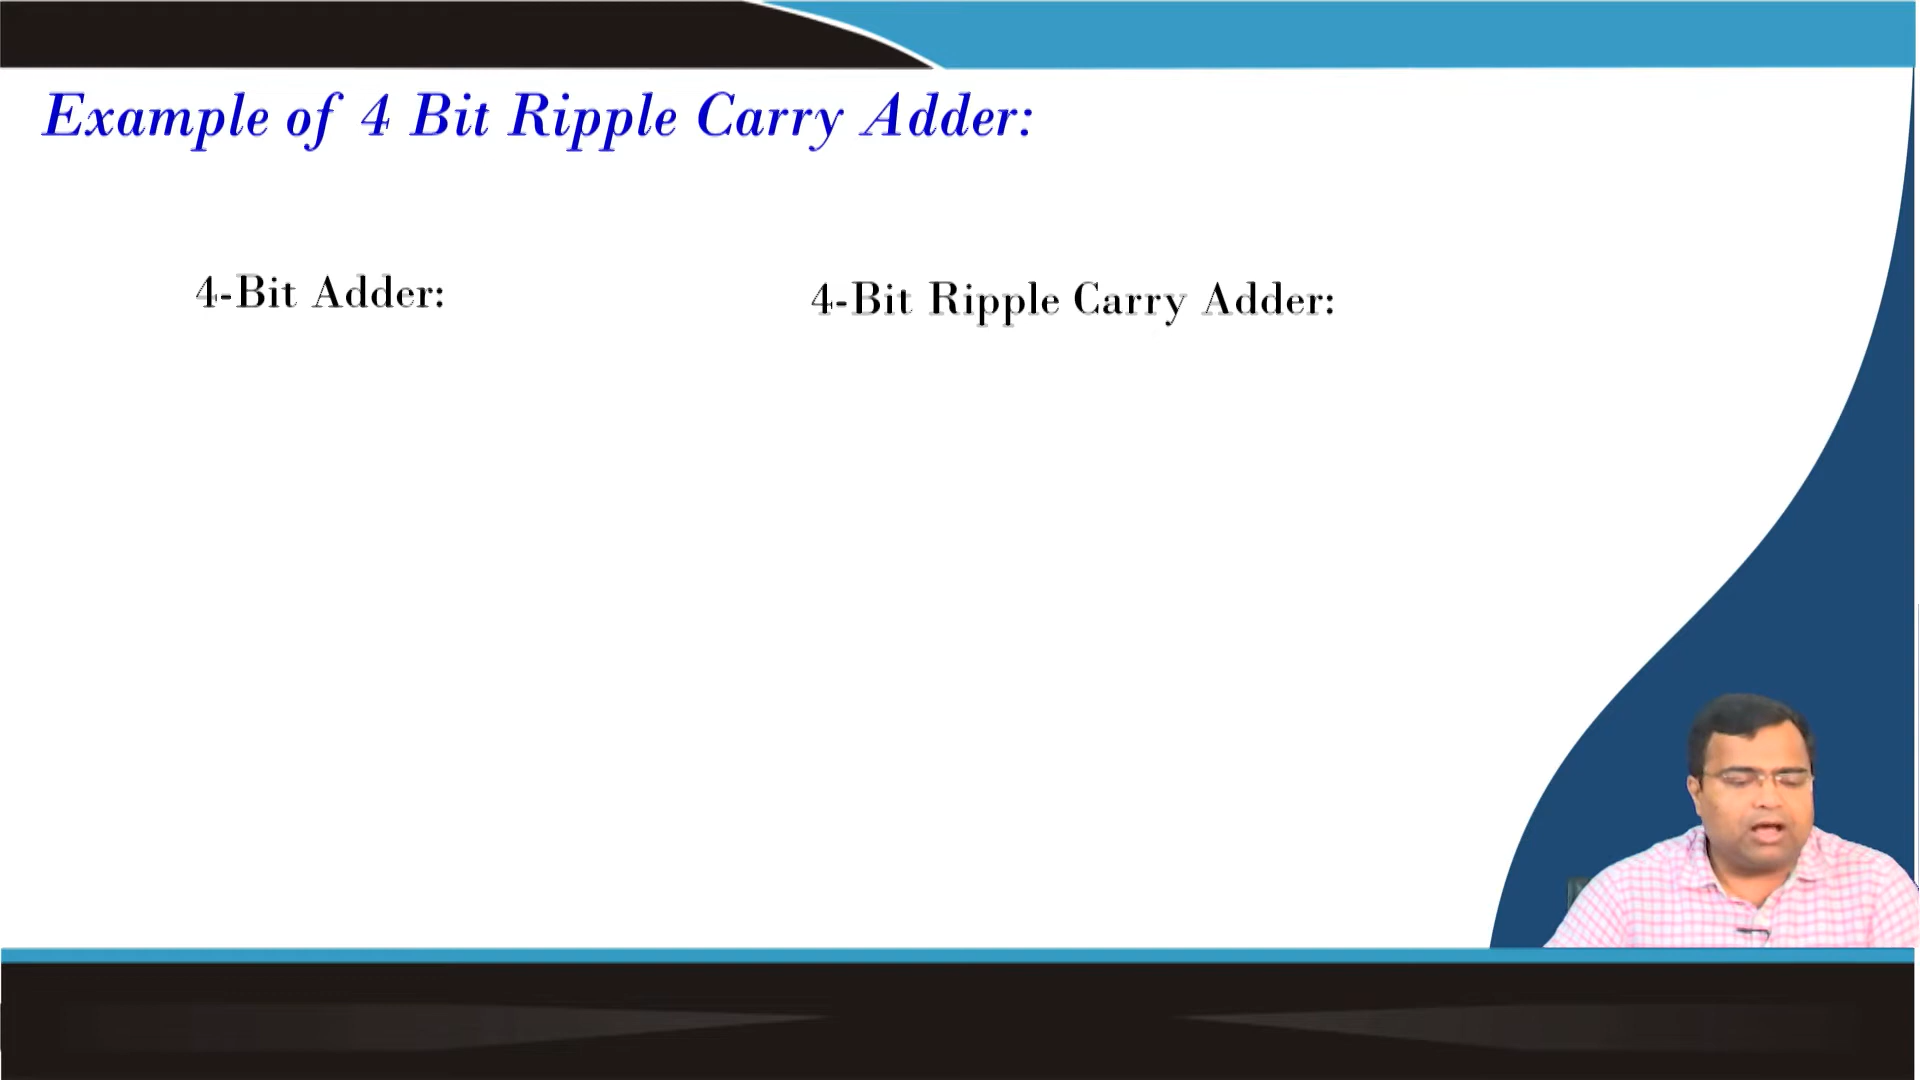 Example of 4 Bit Ripple Carry Adder:
4-Bit Adder:
4-Bit Ripple Carry Adder: